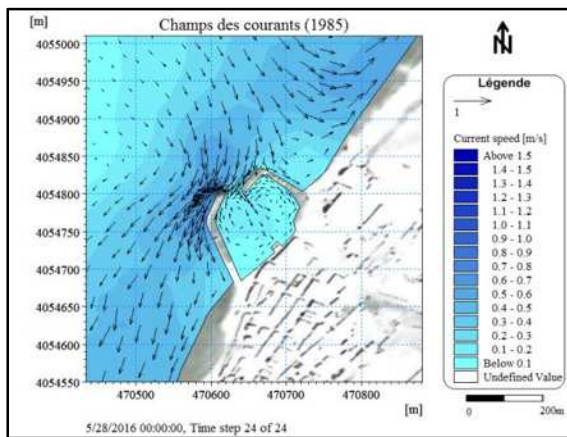 Champs des courants (1985)
[m]
4055010
4054950
4054900
4054850
4054800
4054750
4054700
4054650
4054600
4054550
470500
470600
470700
470800
[m]
5/28/2016 00:00:00, Time step 24 of 24
N
Légende
1
Current speed [m/s]
Above 1.5
1.4 - 1.5
1.3 - 1.4
1.2 - 1.3
1.1 - 1.2
1.0 - 1.1
0.9 - 1.0
0.8 - 0.9
0.7 - 0.8
0.6 - 0.7
0.5 - 0.6
0.4 - 0.5
0.3 - 0.4
0.2 - 0.3
0.1 - 0.2
Below 0.1
Undefined Value
0
200m